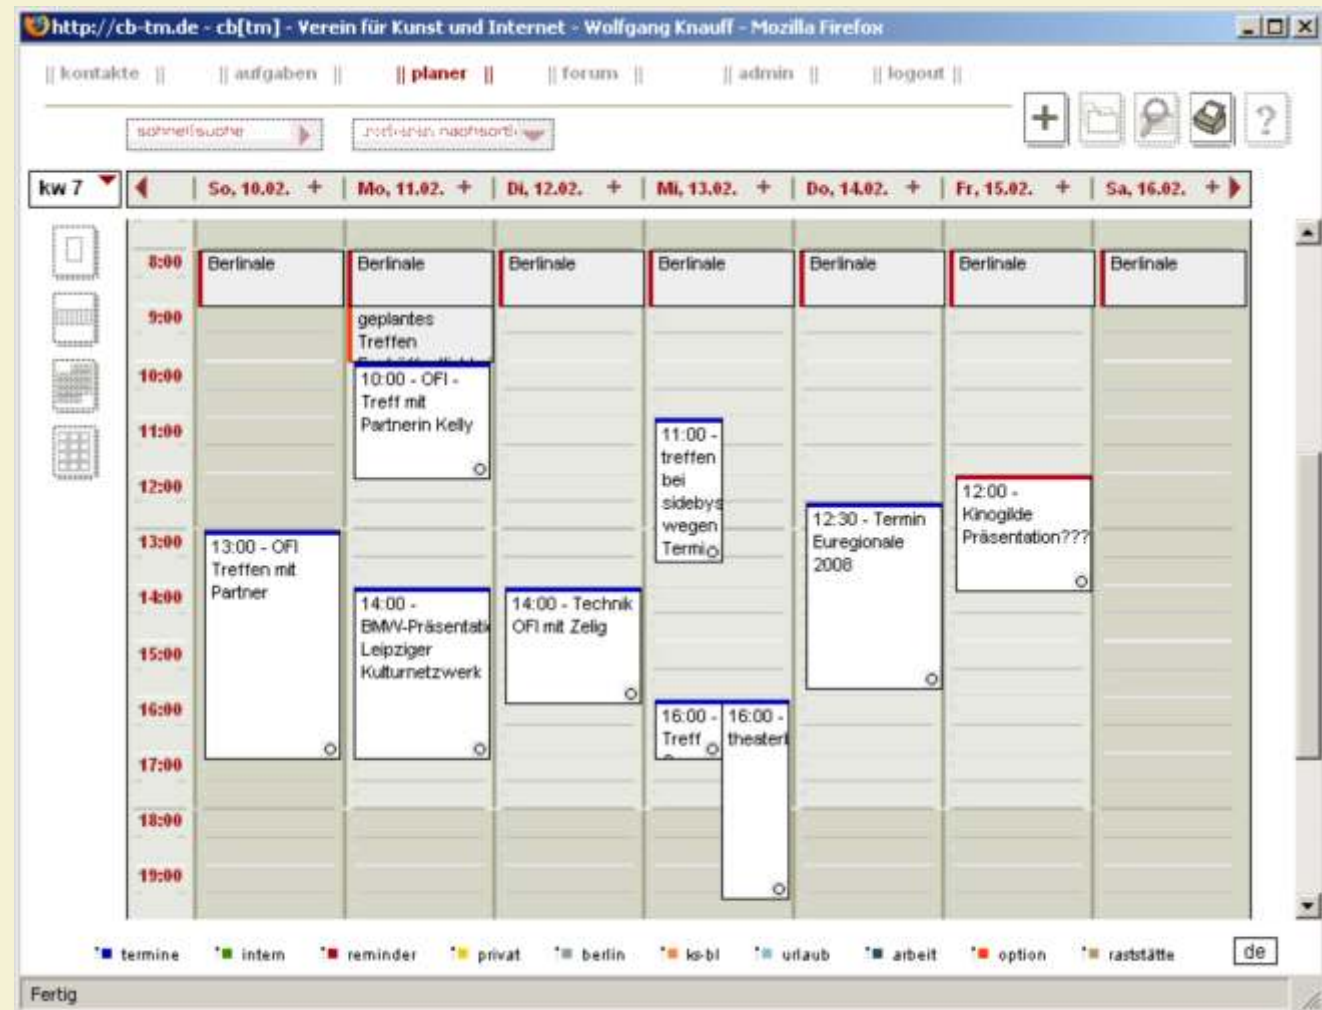 http://cb-tm.de - cb[tm] - Verein für Kunst und Internet - Wolfgang Knauff - Mozilla Firefox
|| kontakte || || aufgaben || || planer || || forum || || admin || || logout ||
schnellsuche
kw 7 So, 10.02. + Mo, 11.02. + Di, 12.02. + Mi, 13.02. + Do, 14.02. + Fr, 15.02. + Sa, 16.02. +
8:00 Berlinale Berlinale Berlinale Berlinale Berlinale Berlinale Berlinale
9:00
geplantes
Treffen
10:00
10:00 - OFI -
Treff mit
Partnerin Kelly
11:00
11:00 -
treffen
bei
sidebys
wegen
Termi
12:00
12:00 -
Kinogilde
Präsentation???
12:30 - Termin
Euregionale
2008
13:00
13:00 - OFI
Treffen mit
Partner
14:00
14:00 -
BMW-Präsentati
Leipziger
Kulturnetzwerk
14:00 - Technik
OFI mit Zelig
15:00
16:00
16:00 -
Treff
16:00 -
theater
17:00
18:00
19:00
termine intern reminder privat berlin ks-bl urlaub arbeit option raststätte de
Fertig